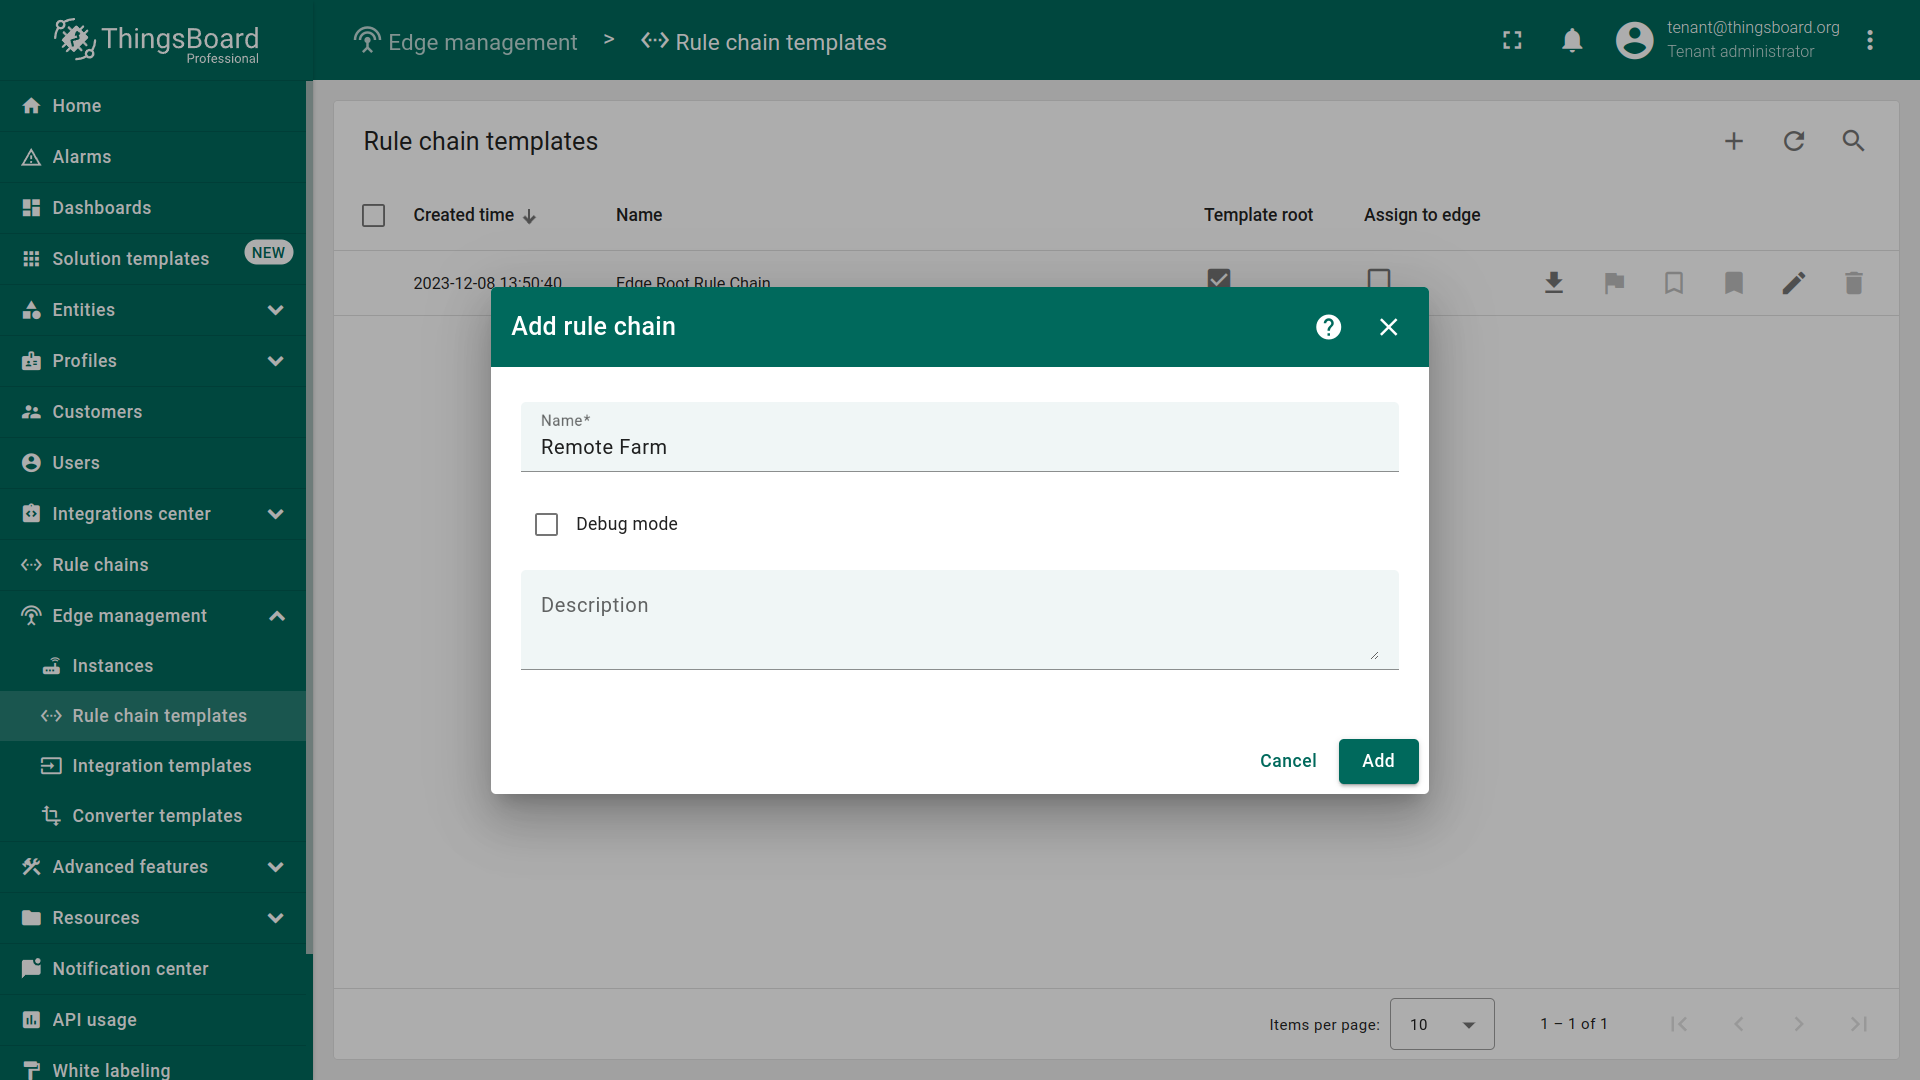 ThingsBoard
Professional
Edge management > Rule chain templates
tenant@thingsboard.org
Tenant administrator
Home
Alarms
Dashboards
Solution templates NEW
Entities
Profiles
Customers
Users
Integrations center
Rule chains
Edge management
Instances
Rule chain templates
Integration templates
Converter templates
Advanced features
Resources
Notification center
API usage
White labeling
Rule chain templates
Created time Name Template root Assign to edge
2023-12-08 13:50:40 Edge Root Rule Chain
Add rule chain
Name*
Remote Farm
Debug mode
Description
Cancel Add
Items per page: 10 1 – 1 of 1